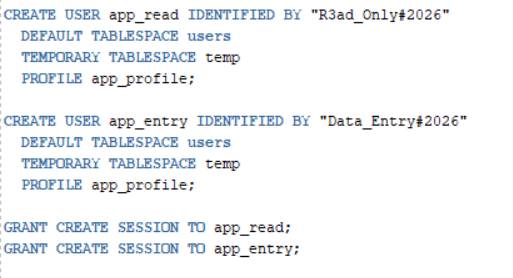 CREATE USER app_read IDENTIFIED BY "R3ad_Only#2026"
DEFAULT TABLESPACE users
TEMPORARY TABLESPACE temp
PROFILE app_profile;
CREATE USER app_entry IDENTIFIED BY "Data_Entry#2026"
DEFAULT TABLESPACE users
TEMPORARY TABLESPACE temp
PROFILE app_profile;
GRANT CREATE SESSION TO app_read;
GRANT CREATE SESSION TO app_entry;